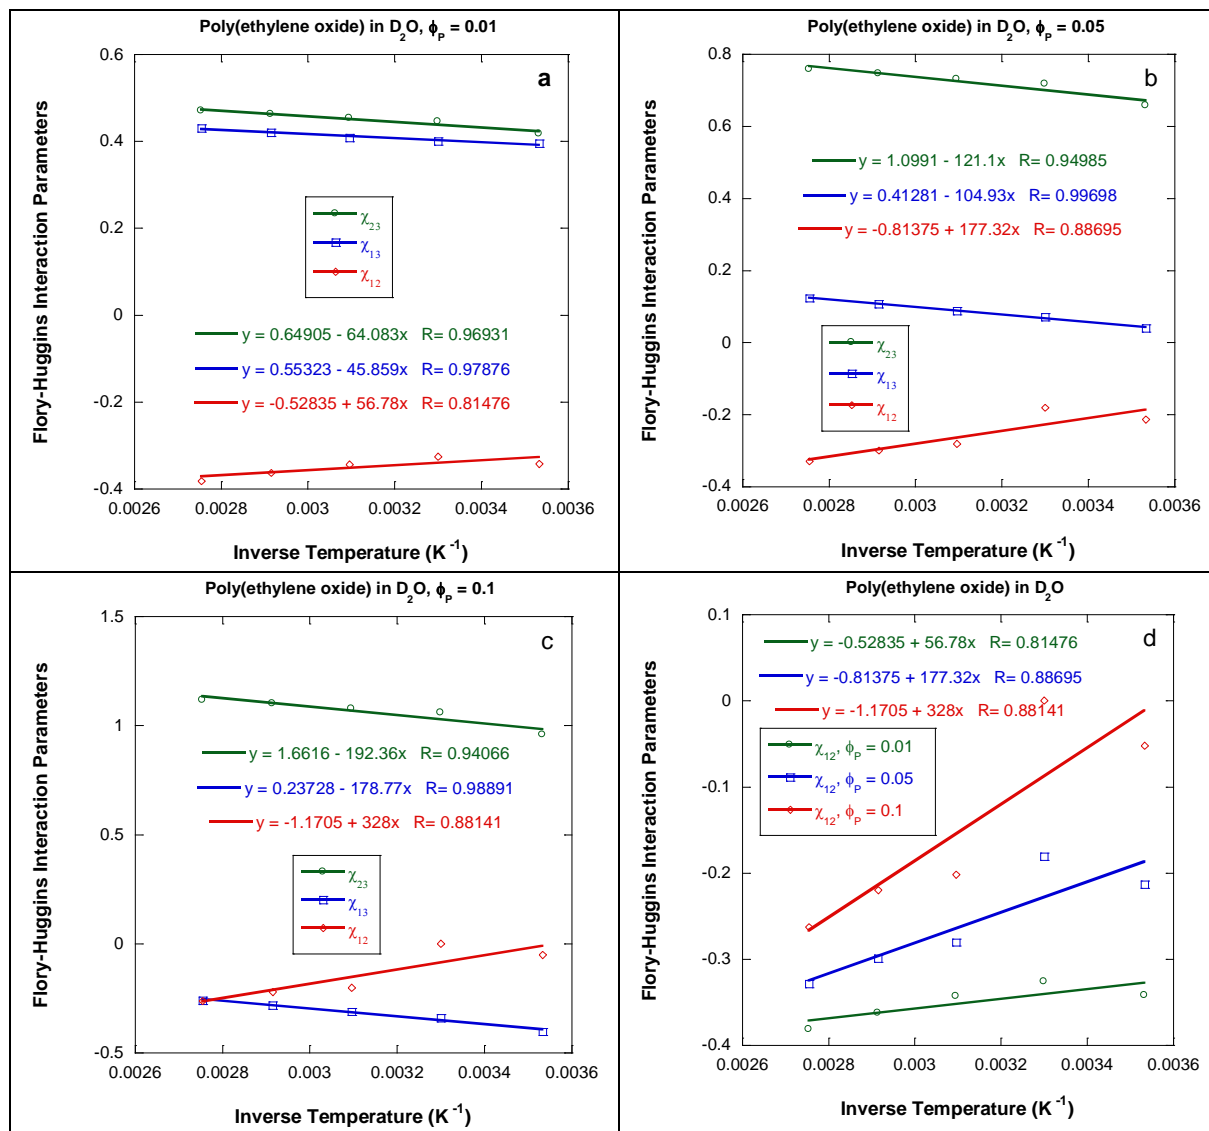 Poly(ethylene oxide) in D₂O, ϕ_P = 0.01
a
0.6
0.4
0.2
0
-0.2
-0.4
Flory-Huggins Interaction Parameters
χ₂₃
χ₁₃
χ₁₂
y = 0.64905 - 64.083x R= 0.96931
y = 0.55323 - 45.859x R= 0.97876
y = -0.52835 + 56.78x R= 0.81476
0.0026 0.0028 0.003 0.0032 0.0034 0.0036
Inverse Temperature (K⁻¹)
Poly(ethylene oxide) in D₂O, ϕ_P = 0.05
b
0.8
0.6
0.4
0.2
0
-0.2
-0.4
Flory-Huggins Interaction Parameters
y = 1.0991 - 121.1x R= 0.94985
y = 0.41281 - 104.93x R= 0.99698
y = -0.81375 + 177.32x R= 0.88695
χ₂₃
χ₁₃
χ₁₂
0.0026 0.0028 0.003 0.0032 0.0034 0.0036
Inverse Temperature (K⁻¹)
Poly(ethylene oxide) in D₂O, ϕ_P = 0.1
c
1.5
1
0.5
0
-0.5
Flory-Huggins Interaction Parameters
y = 1.6616 - 192.36x R= 0.94066
y = 0.23728 - 178.77x R= 0.98891
y = -1.1705 + 328x R= 0.88141
χ₂₃
χ₁₃
χ₁₂
0.0026 0.0028 0.003 0.0032 0.0034 0.0036
Inverse Temperature (K⁻¹)
Poly(ethylene oxide) in D₂O
d
0.1
0
-0.1
-0.2
-0.3
-0.4
Flory-Huggins Interaction Parameters
y = -0.52835 + 56.78x R= 0.81476
y = -0.81375 + 177.32x R= 0.88695
y = -1.1705 + 328x R= 0.88141
χ₁₂, ϕ_P = 0.01
χ₁₂, ϕ_P = 0.05
χ₁₂, ϕ_P = 0.1
0.0026 0.0028 0.003 0.0032 0.0034 0.0036
Inverse Temperature (K⁻¹)